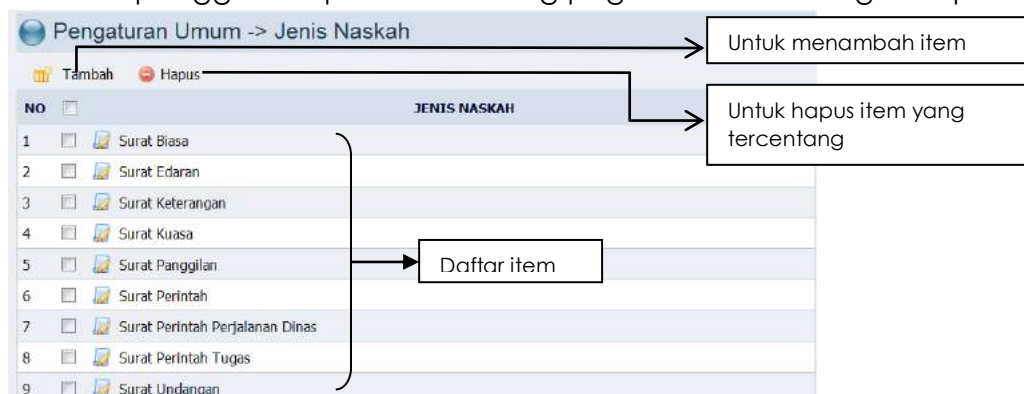 Pengaturan Umum -> Jenis Naskah
Untuk menambah item
Tambah Hapus
Untuk hapus item yang
tercentang
NO JENIS NASKAH
1 Surat Biasa
2 Surat Edaran
3 Surat Keterangan
4 Surat Kuasa
5 Surat Panggilan
6 Surat Perintah
7 Surat Perintah Perjalanan Dinas
8 Surat Perintah Tugas
9 Surat Undangan
Daftar item